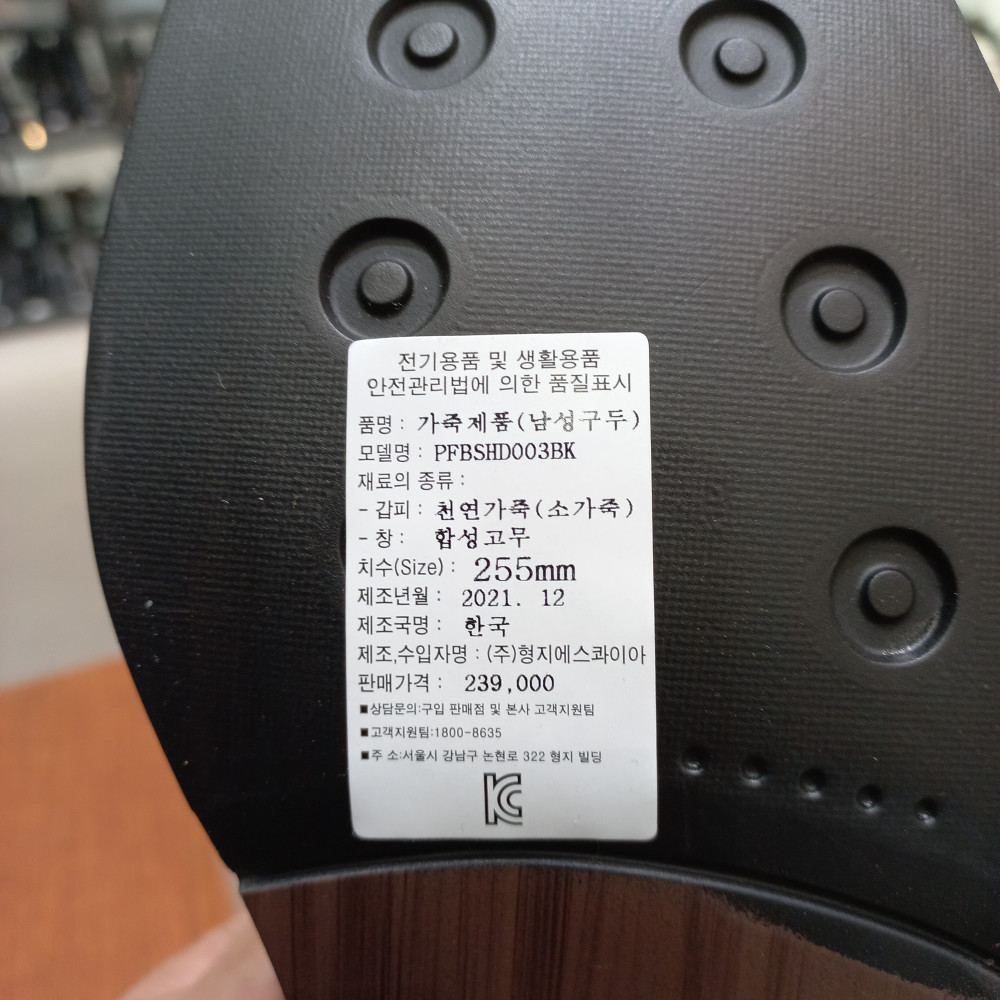 전기용품 및 생활용품
안전관리법에 의한 품질표시
품명 : 가죽제품(남성구두)
모델명 : PFBSHD003BK
재료의 종류 :
- 갑피 : 천연가죽(소가죽)
- 창 : 합성고무
치수(Size) : 255mm
제조년월 : 2021. 12
제조국명 : 한국
제조,수입자명 : (주)형지에스콰이아
판매가격 : 239,000
■상담문의:구입 판매점 및 본사 고객지원팀
■고객지원팀:1800-8635
■주 소:서울시 강남구 논현로 322 형지 빌딩
KC